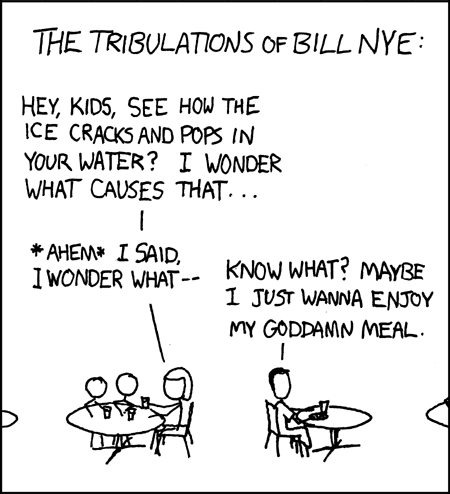 THE TRIBULATIONS OF BILL NYE:
HEY, KIDS, SEE HOW THE
ICE CRACKS AND POPS IN
YOUR WATER? I WONDER
WHAT CAUSES THAT...
*AHEM* I SAID,
I WONDER WHAT--
KNOW WHAT? MAYBE
I JUST WANNA ENJOY
MY GODDAMN MEAL.